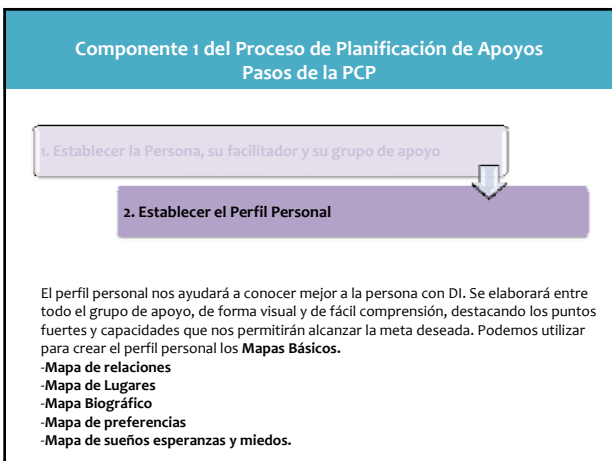 Componente 1 del Proceso de Planificación de Apoyos
Pasos de la PCP
1. Establecer la Persona, su facilitador y su grupo de apoyo
2. Establecer el Perfil Personal
El perfil personal nos ayudará a conocer mejor a la persona con DI. Se elaborará entre
todo el grupo de apoyo, de forma visual y de fácil comprensión, destacando los puntos
fuertes y capacidades que nos permitirán alcanzar la meta deseada. Podemos utilizar
para crear el perfil personal los Mapas Básicos.
-Mapa de relaciones
-Mapa de Lugares
-Mapa Biográfico
-Mapa de preferencias
-Mapa de sueños esperanzas y miedos.